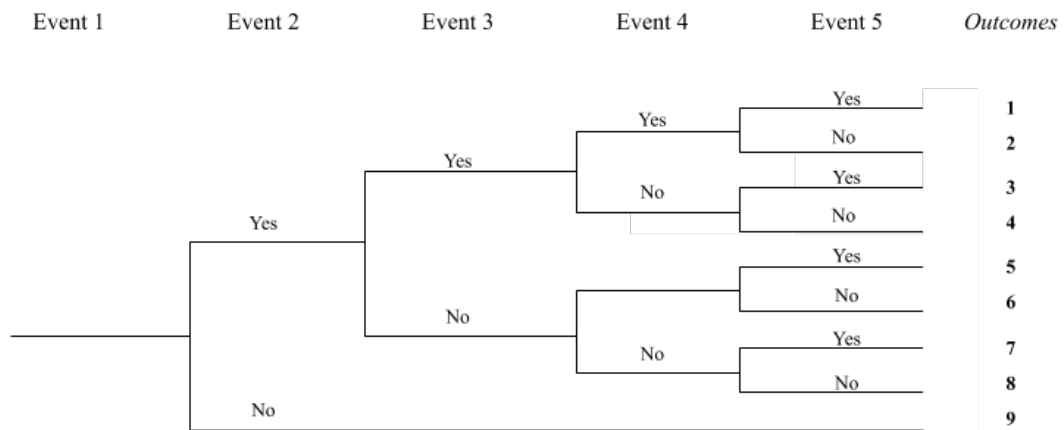 Event 1 Event 2 Event 3 Event 4 Event 5 Outcomes
Yes 1
Yes
No 2
Yes
Yes 3
No
No 4
Yes
Yes 5
No 6
No
Yes 7
No
No 8
No 9